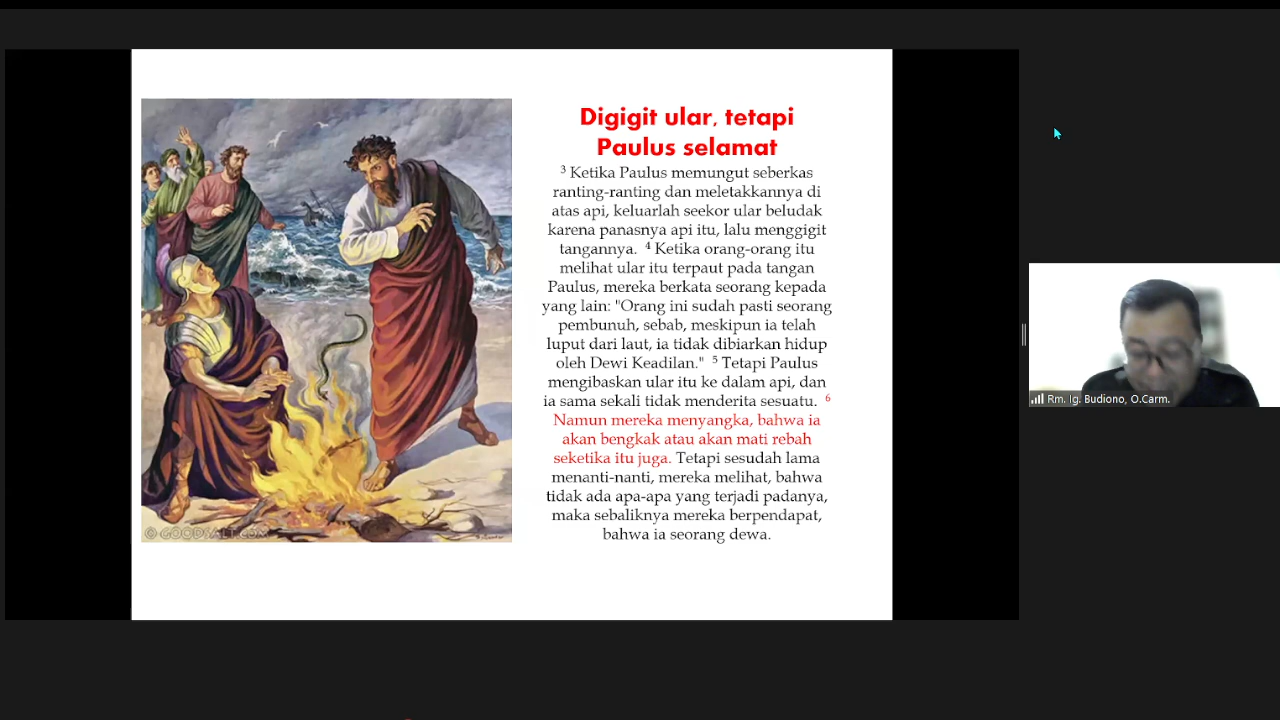 Digigit ular, tetapi
Paulus selamat
3 Ketika Paulus memungut seberkas
ranting-ranting dan meletakkannya di
atas api, keluarlah seekor ular beludak
karena panasnya api itu, lalu menggigit
tangannya. 4 Ketika orang-orang itu
melihat ular itu terpaut pada tangan
Paulus, mereka berkata seorang kepada
yang lain: "Orang ini sudah pasti seorang
pembunuh, sebab, meskipun ia telah
luput dari laut, ia tidak dibiarkan hidup
oleh Dewi Keadilan." 5 Tetapi Paulus
mengibaskan ular itu ke dalam api, dan
ia sama sekali tidak menderita sesuatu. 6
Namun mereka menyangka, bahwa ia
akan bengkak atau akan mati rebah
seketika itu juga. Tetapi sesudah lama
menanti-nanti, mereka melihat, bahwa
tidak ada apa-apa yang terjadi padanya,
maka sebaliknya mereka berpendapat,
bahwa ia seorang dewa.
© GOODSALT.COM
Rm. Ig. Budiono, O.Carm.